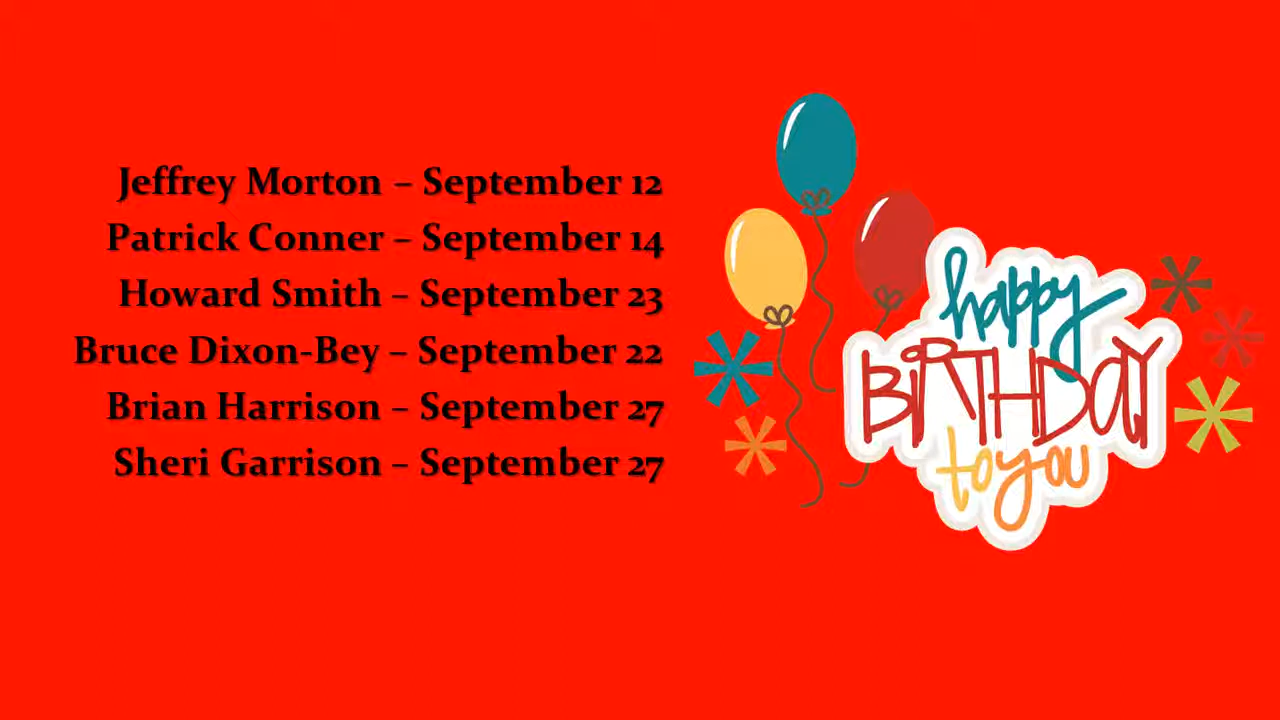 Jeffrey Morton – September 12
Patrick Conner – September 14
Howard Smith – September 23
Bruce Dixon-Bey – September 22
Brian Harrison – September 27
Sheri Garrison – September 27
happy
BiRTHDAY
to you